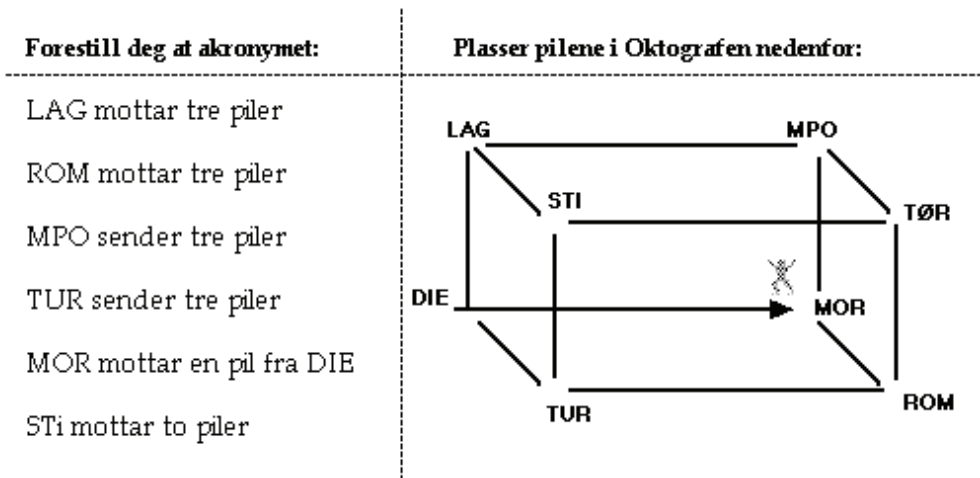 Forestill deg at akronymet:
Plasser pilene i Oktografen nedenfor:
LAG mottar tre piler
ROM mottar tre piler
MPO sender tre piler
TUR sender tre piler
MOR mottar en pil fra DIE
STi mottar to piler
LAG
MPO
STI
TØR
DIE
MOR
TUR
ROM